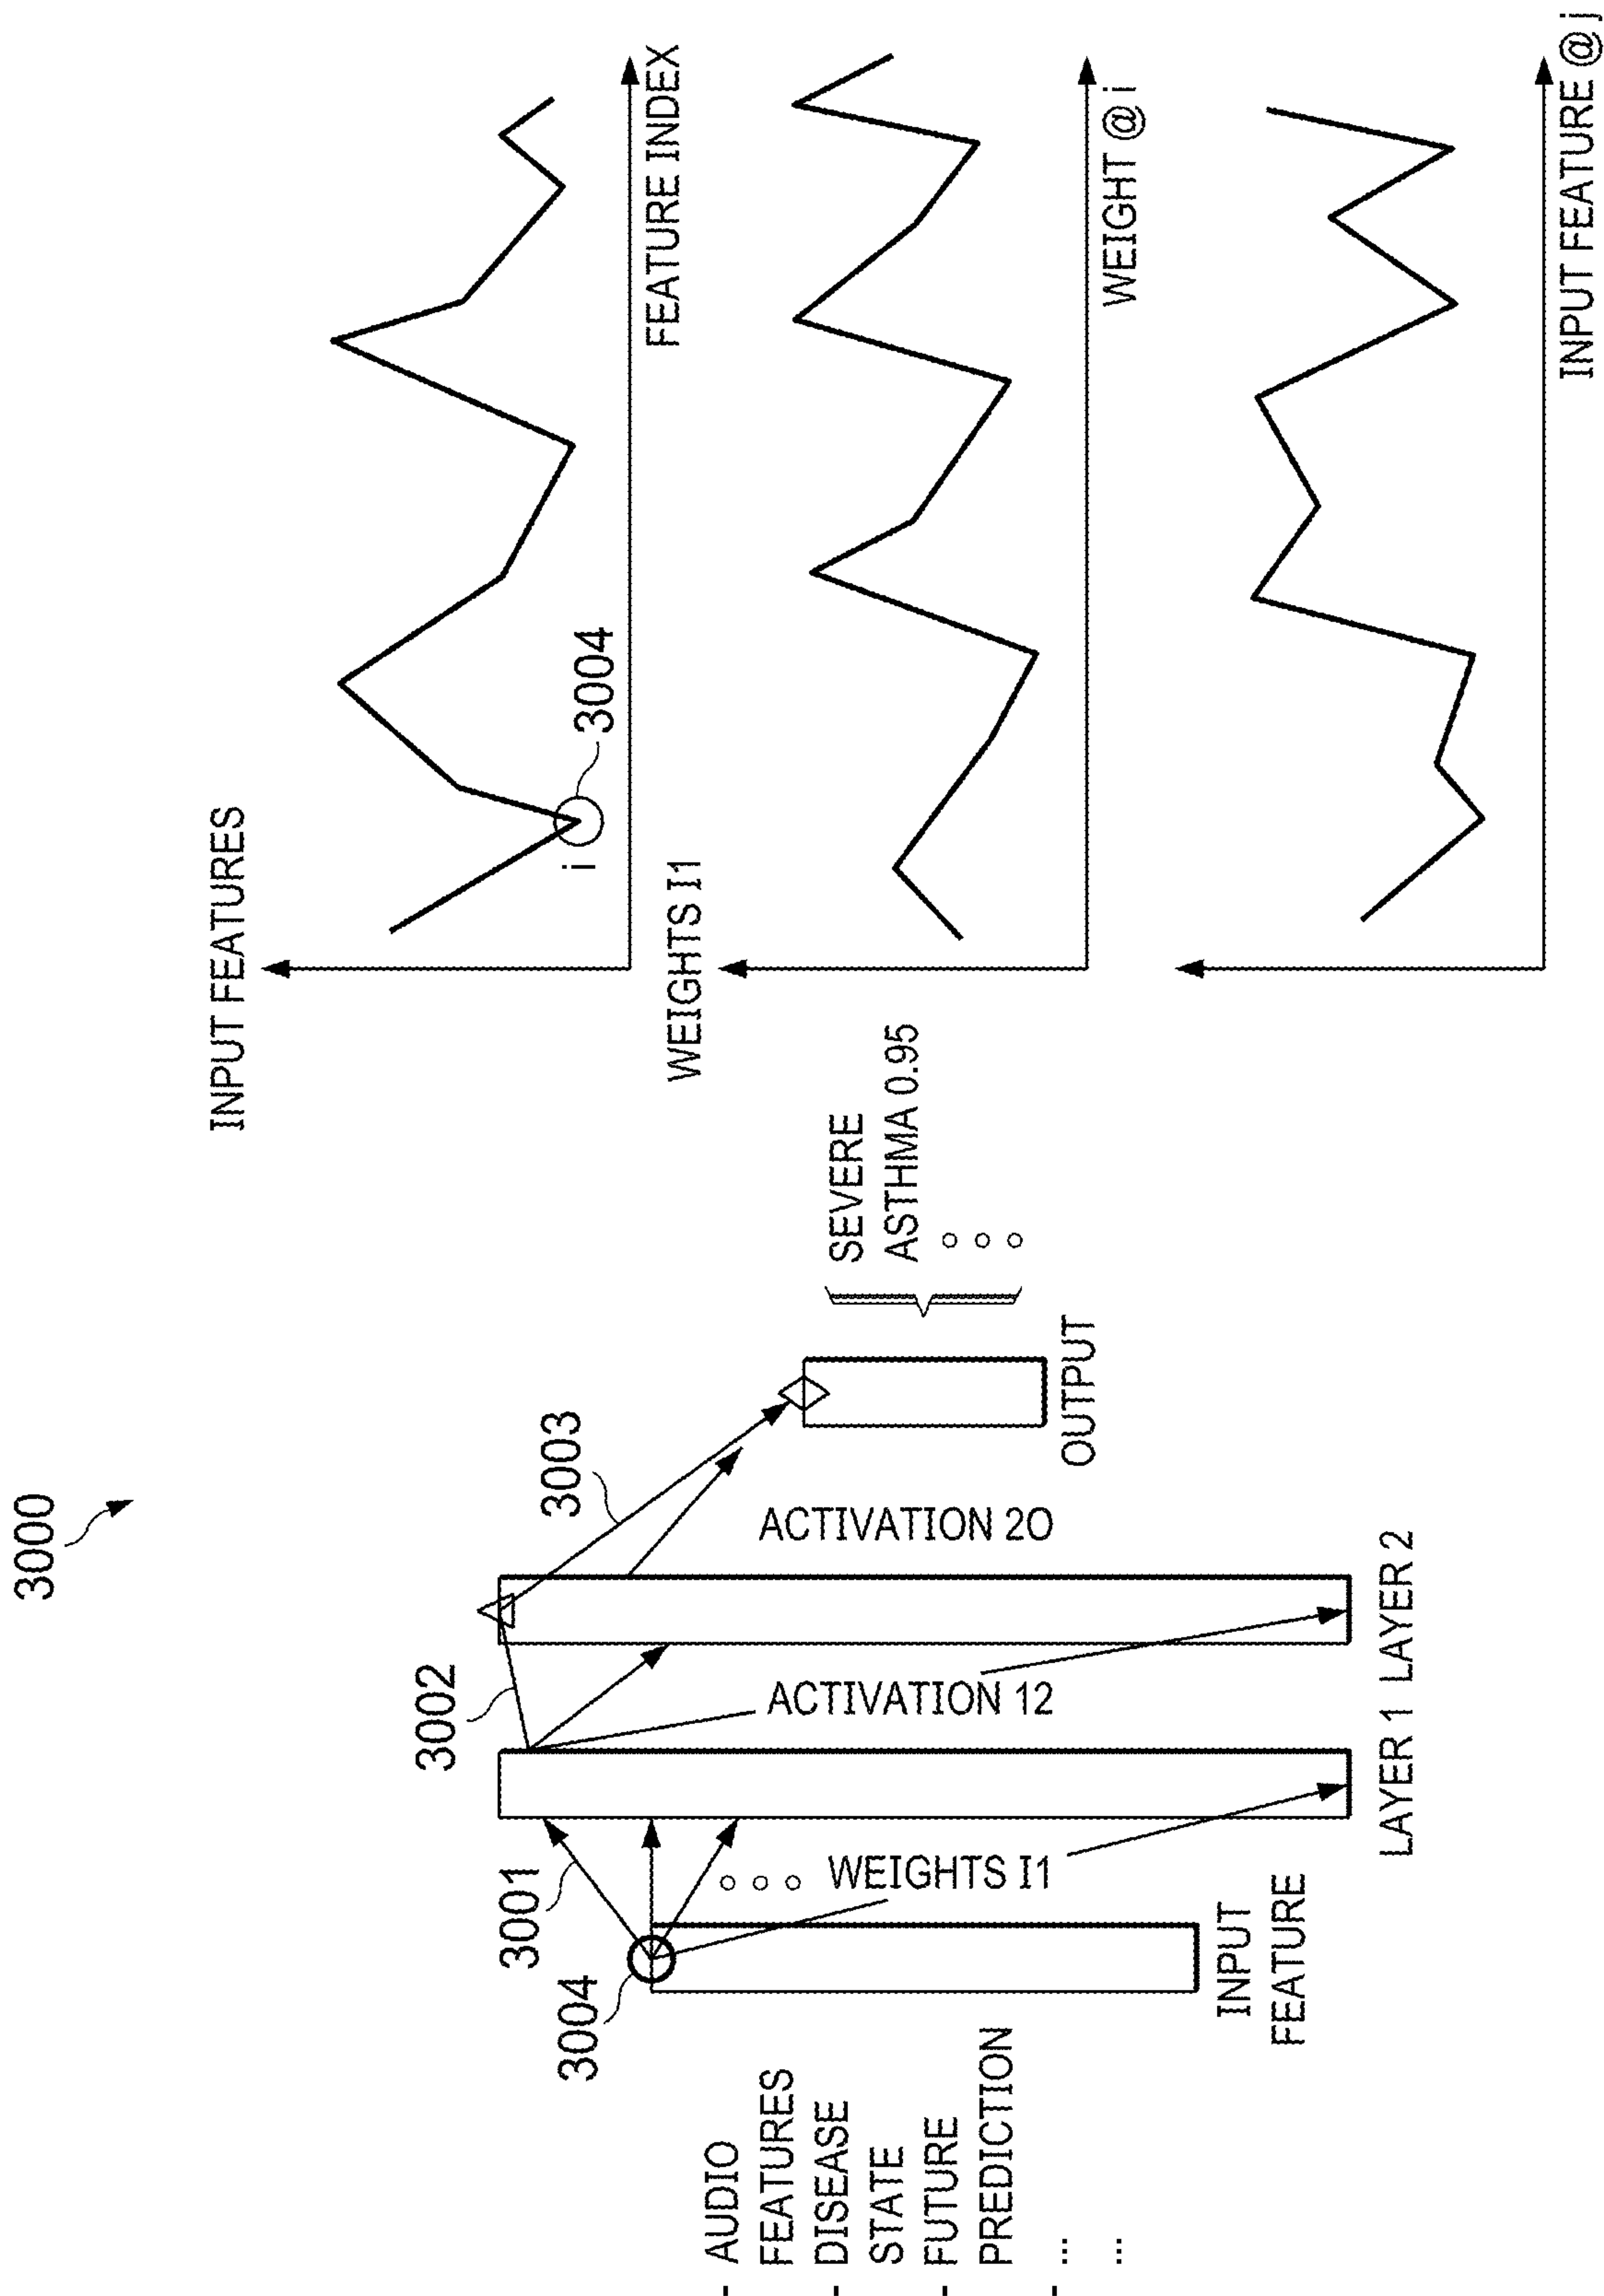 3000
- AUDIO
FEATURES
- DISEASE
STATE
- FUTURE
PREDICTION
- ...
...
3004
3001
3002
3003
WEIGHTS I1
ACTIVATION 12
ACTIVATION 2O
INPUT
FEATURE
LAYER 1
LAYER 2
OUTPUT
SEVERE
ASTHMA 0.95
INPUT FEATURES
i
3004
FEATURE INDEX
WEIGHTS I1
WEIGHT @ i
INPUT FEATURE @ j